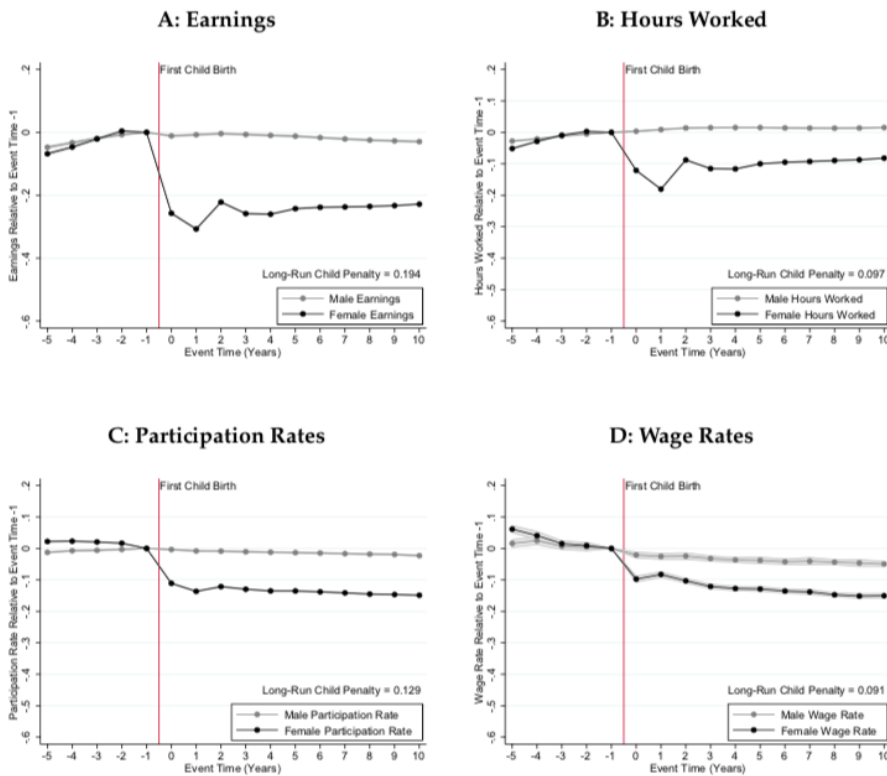 A: Earnings
Earnings Relative to Event Time -1
.2
0
-.2
-.4
-.6
First Child Birth
Long-Run Child Penalty = 0.194
Male Earnings
Female Earnings
-5 -4 -3 -2 -1 0 1 2 3 4 5 6 7 8 9 10
Event Time (Years)
B: Hours Worked
Hours Worked Relative to Event Time -1
.2
.1
0
-.1
-.2
-.3
-.4
-.5
-.6
First Child Birth
Long-Run Child Penalty = 0.097
Male Hours Worked
Female Hours Worked
-5 -4 -3 -2 -1 0 1 2 3 4 5 6 7 8 9 10
Event Time (Years)
C: Participation Rates
Participation Rate Relative to Event Time -1
.2
.1
0
-.1
-.2
-.3
-.4
-.5
-.6
First Child Birth
Long-Run Child Penalty = 0.129
Male Participation Rate
Female Participation Rate
-5 -4 -3 -2 -1 0 1 2 3 4 5 6 7 8 9 10
Event Time (Years)
D: Wage Rates
Wage Rate Relative to Event Time -1
.2
.1
0
-.1
-.2
-.3
-.4
-.5
-.6
First Child Birth
Long-Run Child Penalty = 0.091
Male Wage Rate
Female Wage Rate
-5 -4 -3 -2 -1 0 1 2 3 4 5 6 7 8 9 10
Event Time (Years)